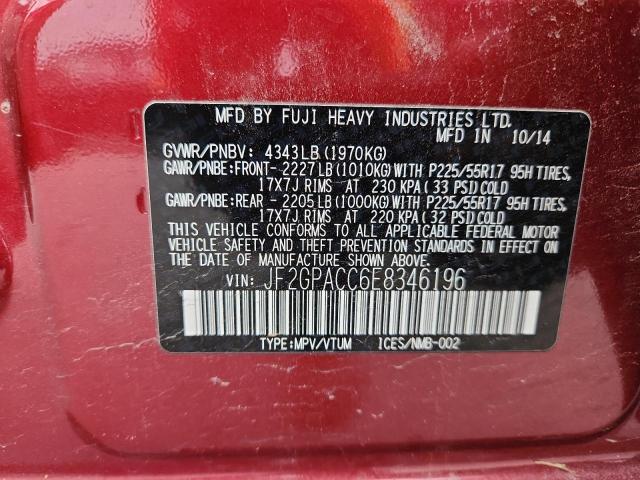 MFD BY FUJI HEAVY INDUSTRIES LTD.
MFD IN 10/14
GVWR/PNBV: 4343LB (1970KG)
GAWR/PNBE:FRONT- 2227LB(1010KG)WITH P225/55R17 95H TIRES,
17X7J RIMS AT 230 KPA( 33 PSI)COLD
GAWR/PNBE:REAR - 2205LB(1000KG)WITH P225/55R17 95H TIRES,
17X7J RIMS AT 220 KPA( 32 PSI)COLD
THIS VEHICLE CONFORMS TO ALL APPLICABLE FEDERAL MOTOR
VEHICLE SAFETY AND THEFT PREVENTION STANDARDS IN EFFECT ON
THE DATE OF MANUFACTURE SHOWN ABOVE.
VIN: JF2GPACC6E8346196
TYPE:MPV/VTUM ICES/NMB-002